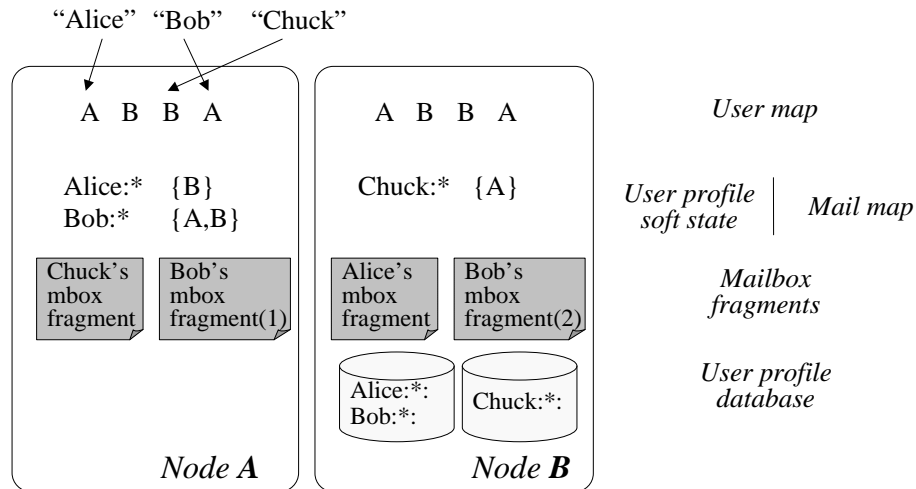 “Alice” “Bob” “Chuck”
A B B A
A B B A
User map
Alice:* {B}
Bob:* {A,B}
Chuck:* {A}
User profile
soft state
Mail map
Chuck’s
mbox
fragment
Bob’s
mbox
fragment(1)
Alice’s
mbox
fragment
Bob’s
mbox
fragment(2)
Mailbox
fragments
Alice:*:
Bob:*:
Chuck:*:
User profile
database
Node A
Node B